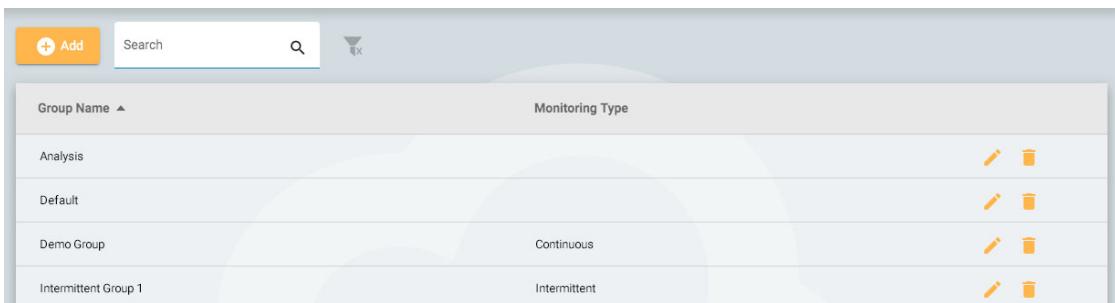 Add
Search
Group Name
Monitoring Type
Analysis
Default
Demo Group
Continuous
Intermittent Group 1
Intermittent